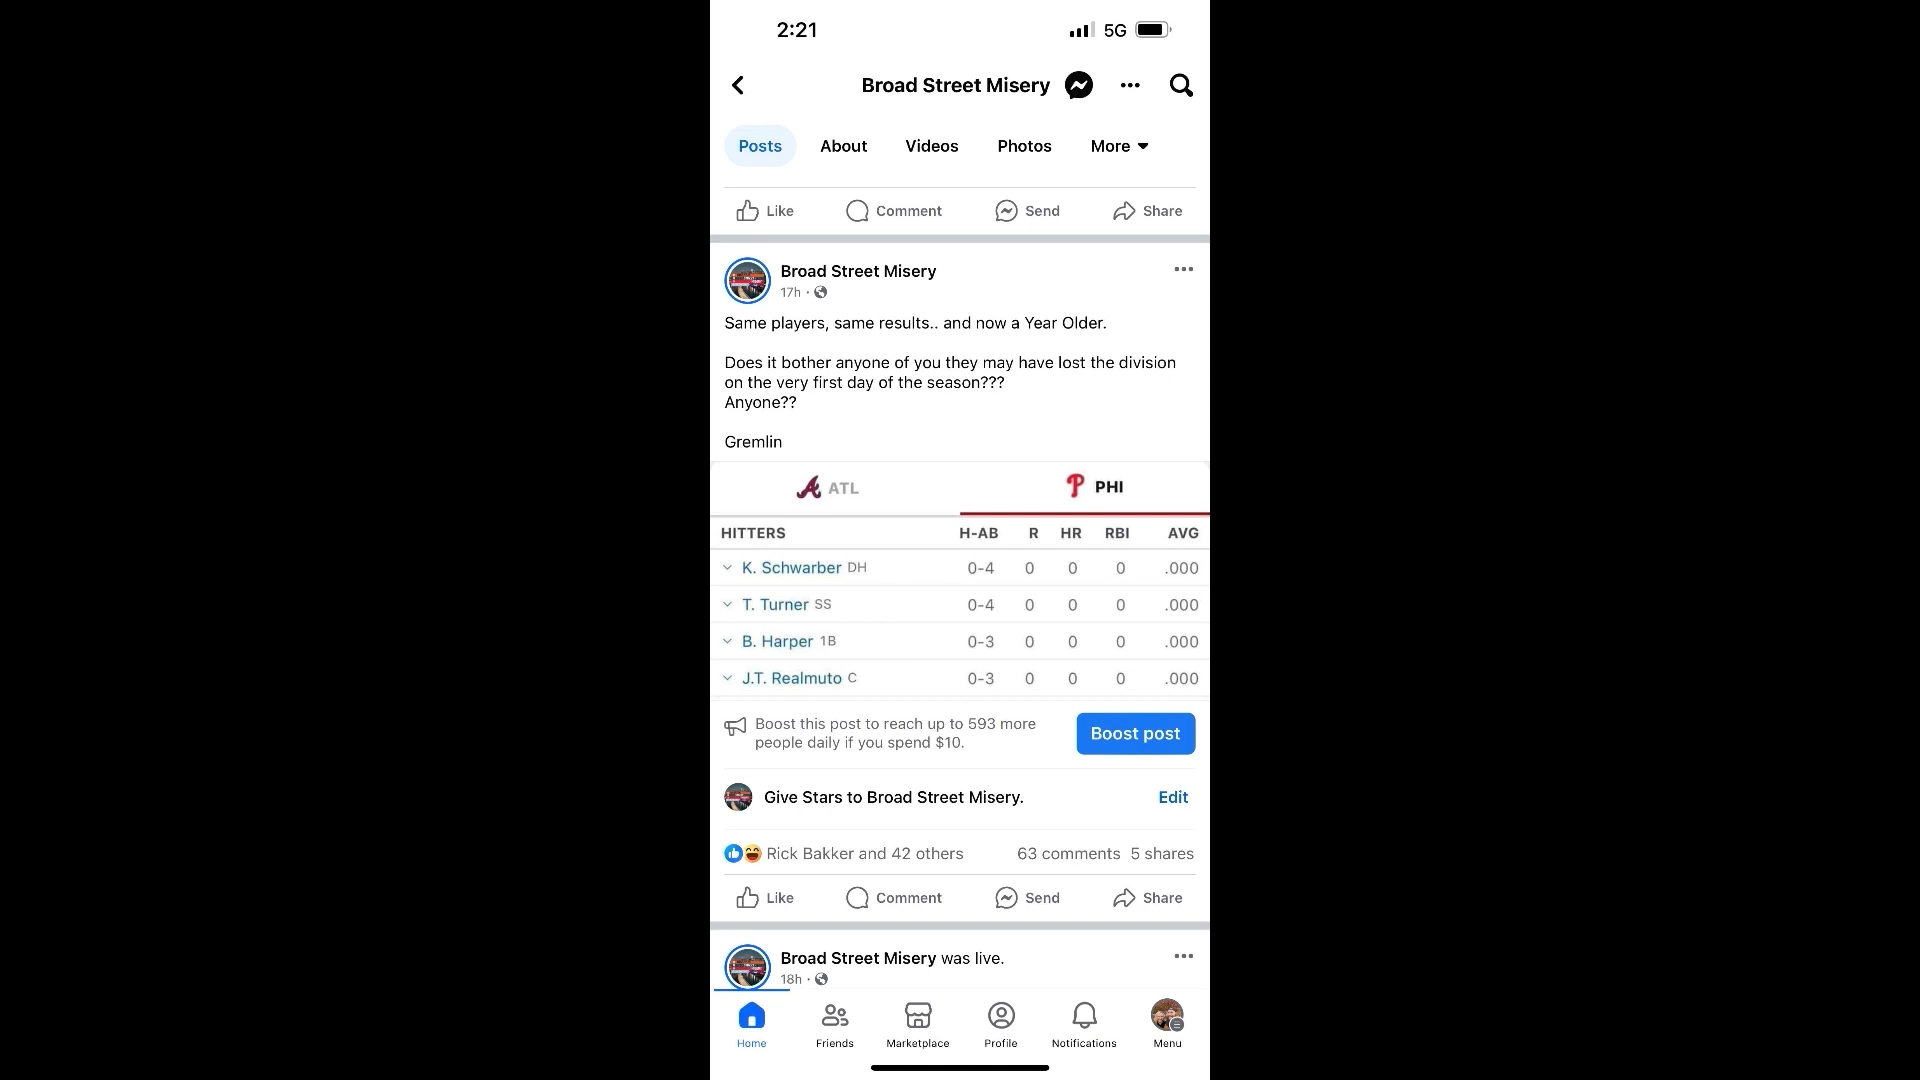 2:21
5G
Broad Street Misery
Posts About Videos Photos More
Like Comment Send Share
Broad Street Misery
17h ·
Same players, same results.. and now a Year Older.
Does it bother anyone of you they may have lost the division
on the very first day of the season???
Anyone??
Gremlin
ATL PHI
HITTERS H-AB R HR RBI AVG
K. Schwarber DH 0-4 0 0 0 .000
T. Turner SS 0-4 0 0 0 .000
B. Harper 1B 0-3 0 0 0 .000
J.T. Realmuto C 0-3 0 0 0 .000
Boost this post to reach up to 593 more
people daily if you spend $10.
Boost post
Give Stars to Broad Street Misery. Edit
Rick Bakker and 42 others 63 comments 5 shares
Like Comment Send Share
Broad Street Misery was live.
18h ·
Home Friends Marketplace Profile Notifications Menu